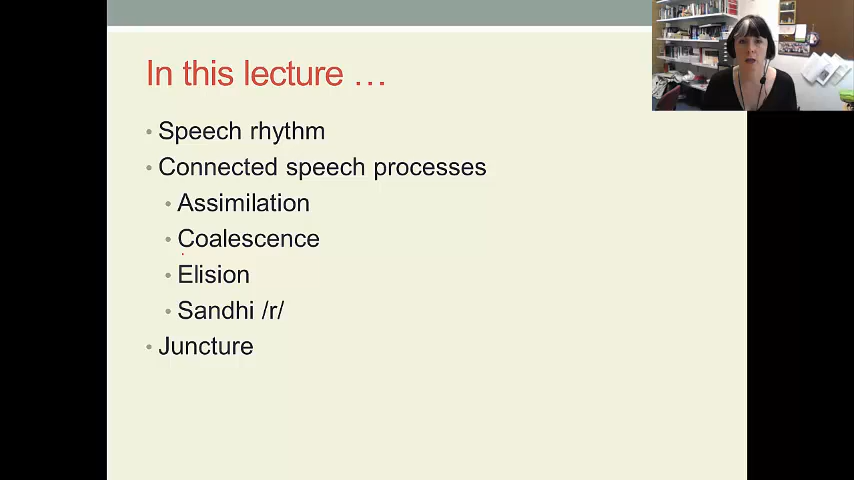 In this lecture …
• Speech rhythm
• Connected speech processes
• Assimilation
• Coalescence
• Elision
• Sandhi /r/
• Juncture